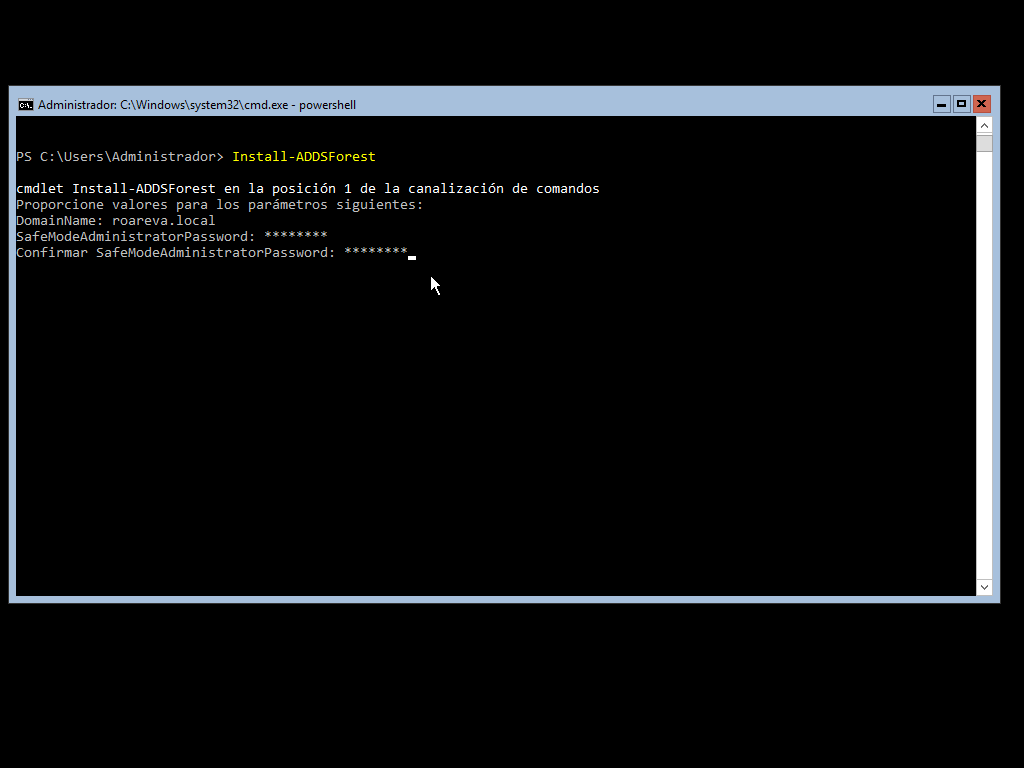 Administrador: C:\Windows\system32\cmd.exe - powershell
PS C:\Users\Administrador> Install-ADDSForest
cmdlet Install-ADDSForest en la posición 1 de la canalización de comandos
Proporcione valores para los parámetros siguientes:
DomainName: roareva.local
SafeModeAdministratorPassword: ********
Confirmar SafeModeAdministratorPassword: ********